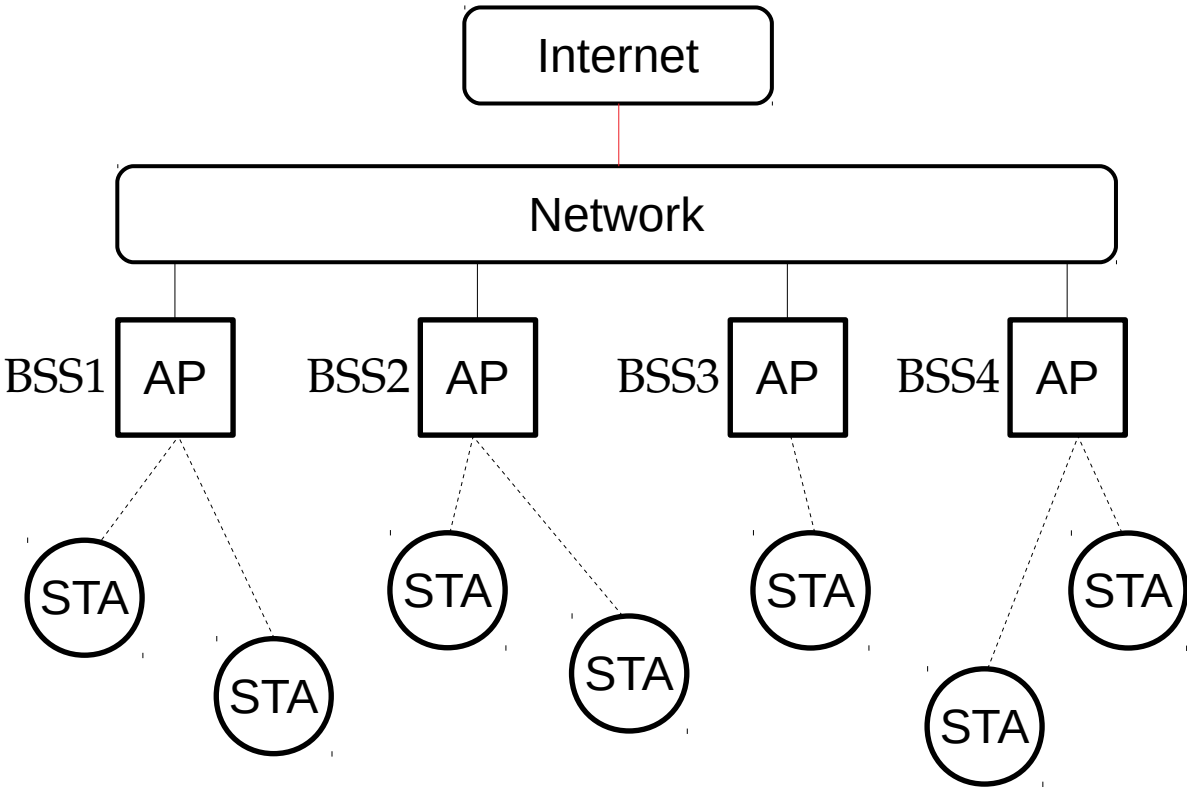 Internet
Network
BSS1 AP BSS2 AP BSS3 AP BSS4 AP
STA STA STA STA
STA STA STA